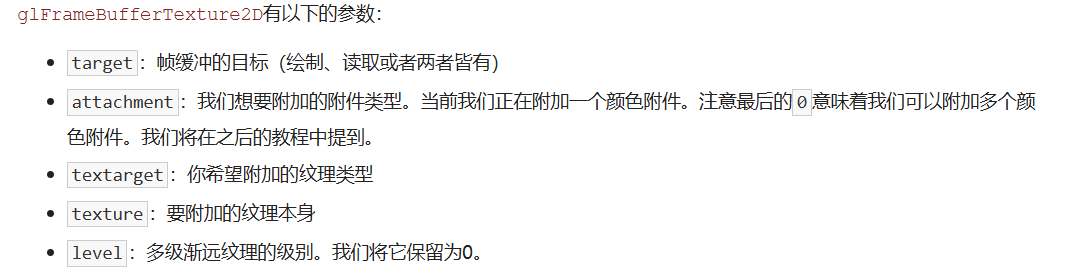 glFrameBufferTexture2D有以下的参数：
target：帧缓冲的目标（绘制、读取或者两者皆有）
attachment：我们想要附加的附件类型。当前我们正在附加一个颜色附件。注意最后的0意味着我们可以附加多个颜
色附件。我们将在之后的教程中提到。
textarget：你希望附加的纹理类型
texture：要附加的纹理本身
level：多级渐远纹理的级别。我们将它保留为0。